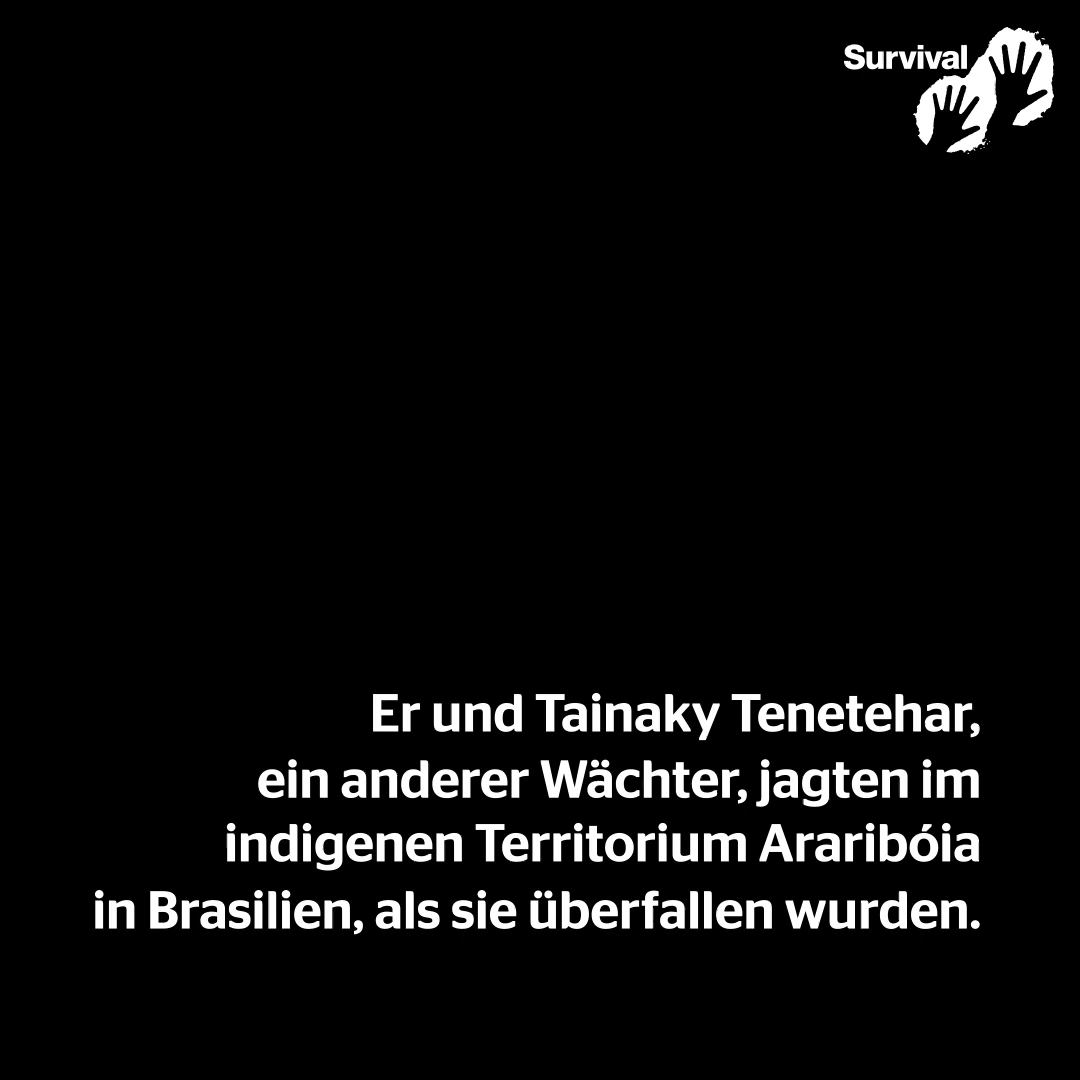 Survival
Er und Tainaky Tenetehar,
ein anderer Wächter, jagten im
indigenen Territorium Araribóia
in Brasilien, als sie überfallen wurden.